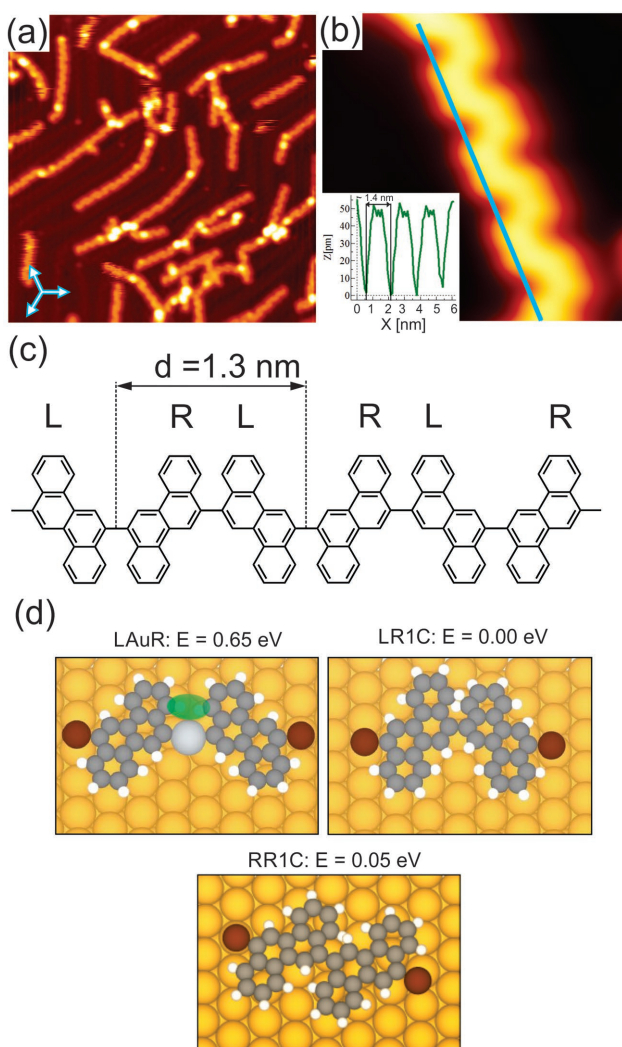 (a)
(b)
~ 1.4 nm
50
40
30
20
10
0
Z[pm]
0 1 2 3 4 5 6
X [nm]
(c)
d =1.3 nm
L R L R L R
(d)
LAuR: E = 0.65 eV
LR1C: E = 0.00 eV
RR1C: E = 0.05 eV